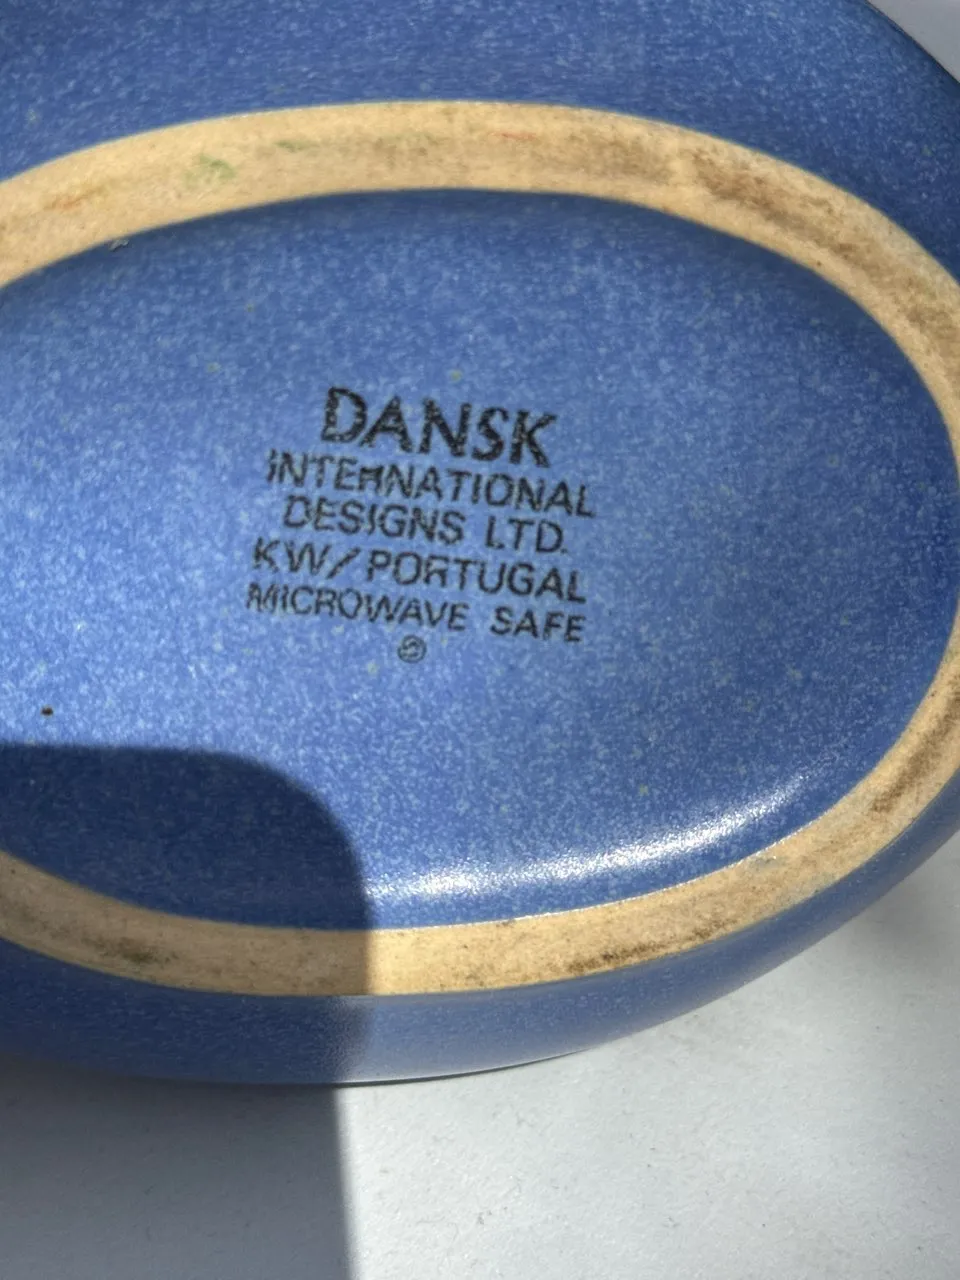 DANSK
INTERNATIONAL
DESIGNS LTD.
KW/PORTUGAL
MICROWAVE SAFE